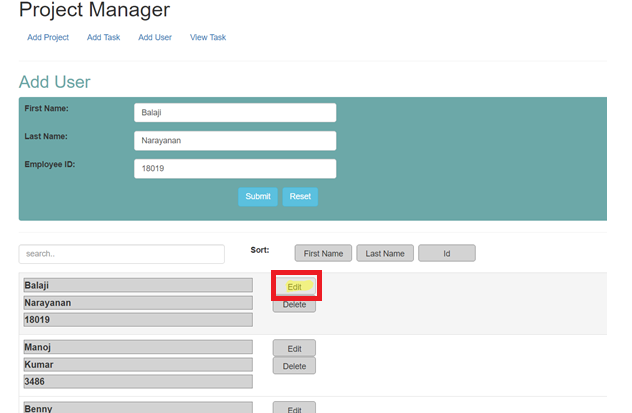 Project Manager
Add Project Add Task Add User View Task
Add User
First Name: Balaji
Last Name: Narayanan
Employee ID: 18019
Submit Reset
search.. Sort: First Name Last Name Id
Balaji Edit
Narayanan Delete
18019
Manoj Edit
Kumar Delete
3486
Benny Edit